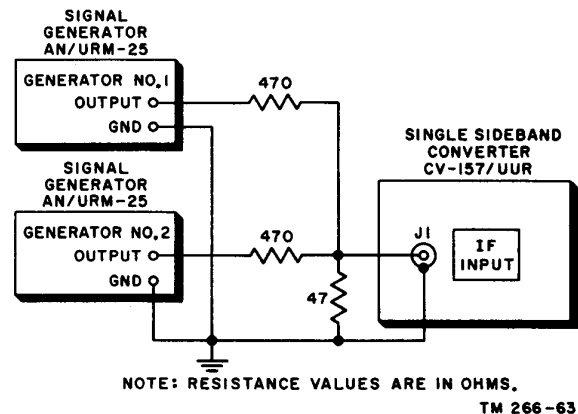 SIGNAL
GENERATOR
AN/URM-25
GENERATOR NO.1
OUTPUT
GND
470
SIGNAL
GENERATOR
AN/URM-25
GENERATOR NO.2
OUTPUT
GND
470
47
SINGLE SIDEBAND
CONVERTER
CV-157/UUR
J1
IF
INPUT
NOTE: RESISTANCE VALUES ARE IN OHMS.
TM 266-63